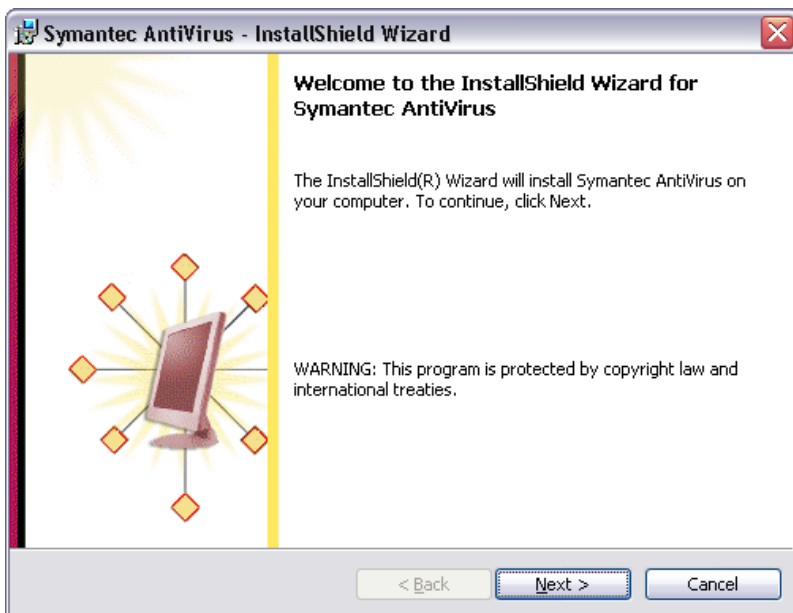 Symantec AntiVirus - InstallShield Wizard
Welcome to the InstallShield Wizard for
Symantec AntiVirus
The InstallShield(R) Wizard will install Symantec AntiVirus on
your computer. To continue, click Next.
WARNING: This program is protected by copyright law and
international treaties.
< Back
Next >
Cancel